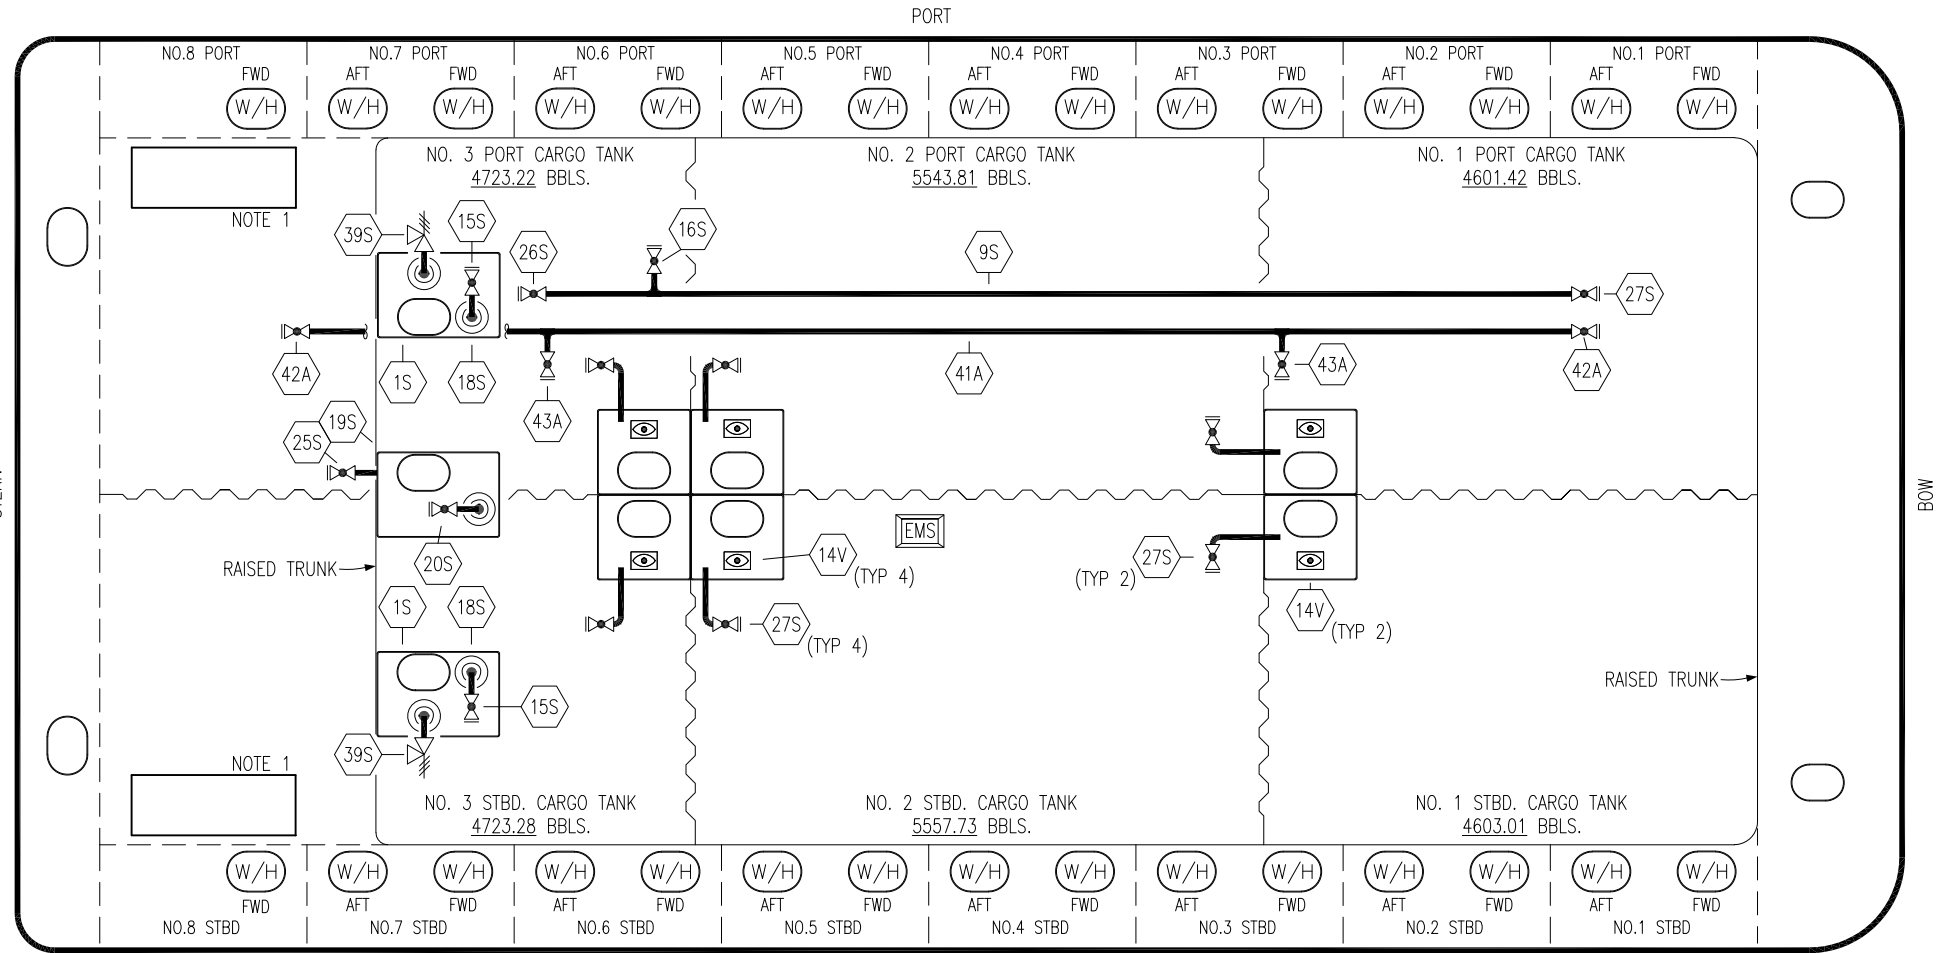 PORT
NO.8 PORT NO.7 PORT NO.6 PORT NO.5 PORT NO.4 PORT NO.3 PORT NO.2 PORT NO.1 PORT
FWD AFT FWD AFT FWD AFT FWD AFT FWD AFT FWD AFT FWD AFT FWD
W/H W/H W/H W/H W/H W/H W/H W/H W/H W/H W/H W/H W/H W/H W/H
NO. 3 PORT CARGO TANK
4723.22 BBLS.
NO. 2 PORT CARGO TANK
5543.81 BBLS.
NO. 1 PORT CARGO TANK
4601.42 BBLS.
NOTE 1
39S
15S
16S
26S
9S
27S
42A
1S
18S
41A
43A
42A
43A
19S
25S
BOW
EMS
20S
14V
(TYP 4)
27S
(TYP 2)
RAISED TRUNK
1S
18S
27S
(TYP 4)
14V
(TYP 2)
RAISED TRUNK
15S
39S
NOTE 1
NO. 3 STBD. CARGO TANK
4723.28 BBLS.
NO. 2 STBD. CARGO TANK
5557.73 BBLS.
NO. 1 STBD. CARGO TANK
4603.01 BBLS.
W/H W/H W/H W/H W/H W/H W/H W/H W/H W/H W/H W/H W/H W/H W/H
FWD AFT FWD AFT FWD AFT FWD AFT FWD AFT FWD AFT FWD AFT FWD
NO.8 STBD NO.7 STBD NO.6 STBD NO.5 STBD NO.4 STBD NO.3 STBD NO.2 STBD NO.1 STBD